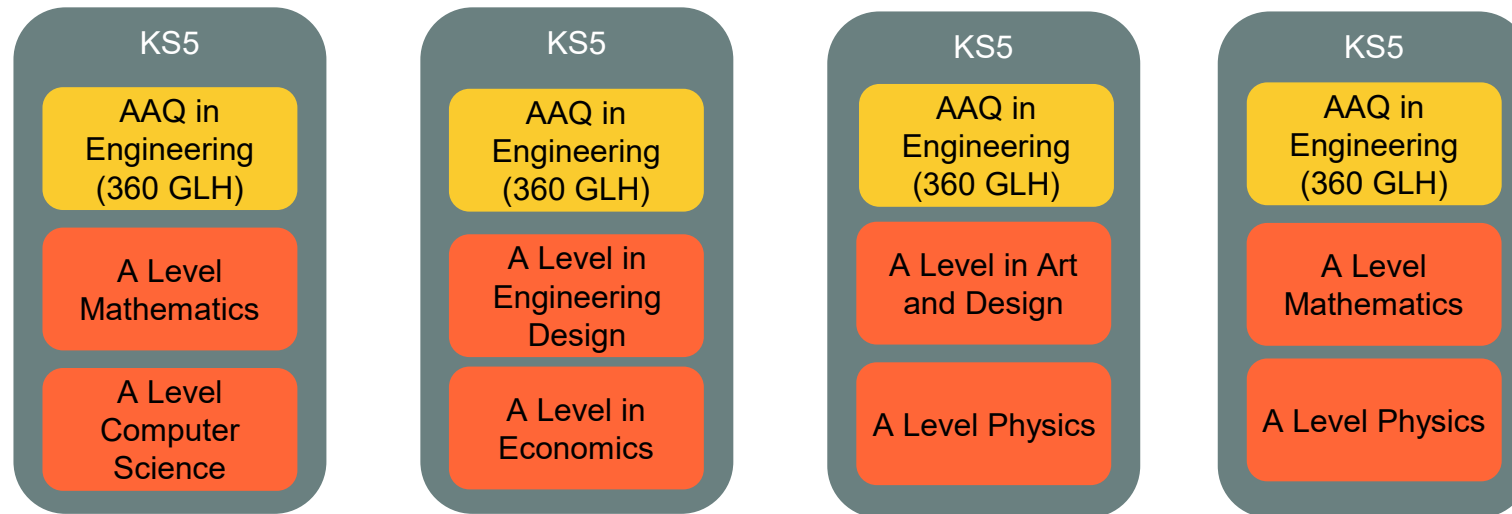 KS5
AAQ in
Engineering
(360 GLH)
A Level
Mathematics
A Level
Computer
Science
KS5
AAQ in
Engineering
(360 GLH)
A Level in
Engineering
Design
A Level in
Economics
KS5
AAQ in
Engineering
(360 GLH)
A Level in Art
and Design
A Level Physics
KS5
AAQ in
Engineering
(360 GLH)
A Level
Mathematics
A Level Physics